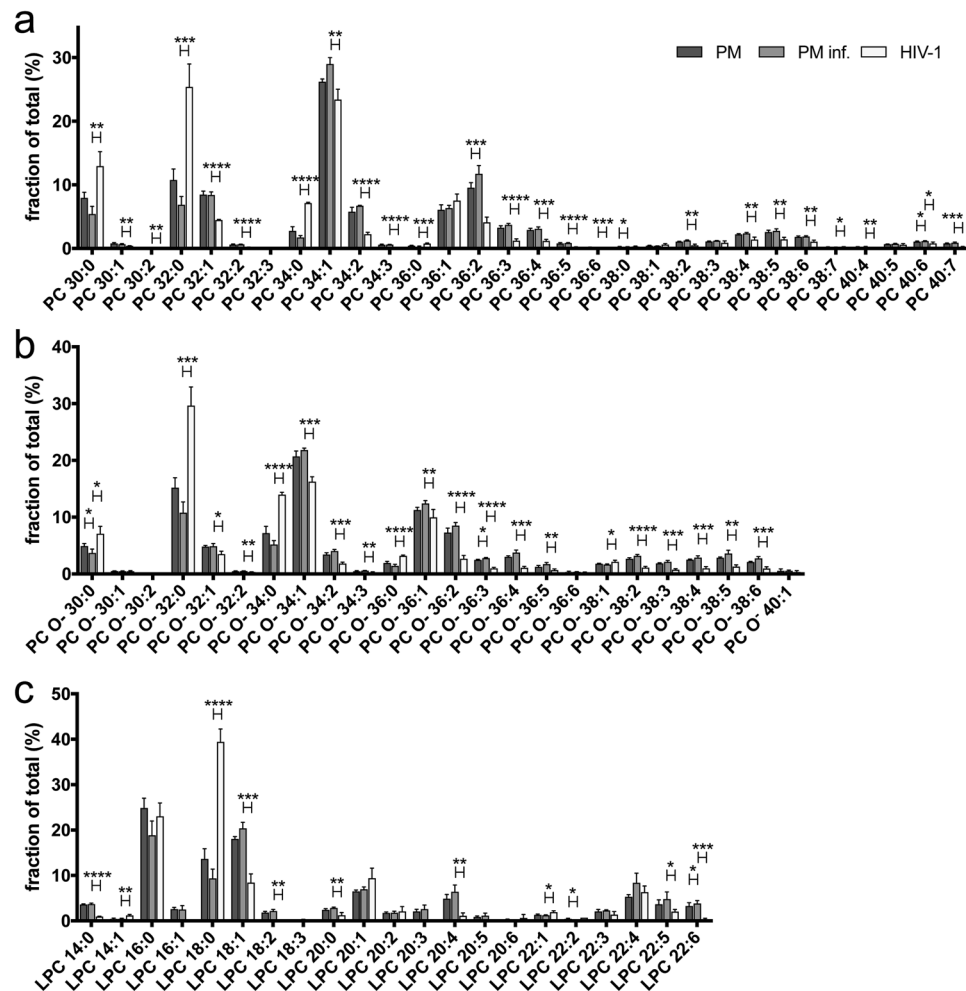 a
fraction of total (%)
30
20
10
0
PM PM inf. HIV-1
** ** ** *** **** **** **** ** **** **** *** *** **** *** **** *** * ** ** ** ** * ** * * ***
PC 30:0 PC 30:1 PC 30:2 PC 32:0 PC 32:1 PC 32:2 PC 32:3 PC 34:0 PC 34:1 PC 34:2 PC 34:3 PC 36:0 PC 36:1 PC 36:2 PC 36:3 PC 36:4 PC 36:5 PC 36:6 PC 38:0 PC 38:1 PC 38:2 PC 38:3 PC 38:4 PC 38:5 PC 38:6 PC 38:7 PC 40:4 PC 40:5 PC 40:6 PC 40:7
b
fraction of total (%)
40
30
20
10
0
* * *** * ** **** *** *** ** **** ** **** * **** *** ** * **** *** *** ** ***
PC O- 30:0 PC O- 30:1 PC O- 30:2 PC O- 32:0 PC O- 32:1 PC O- 32:2 PC O- 34:0 PC O- 34:1 PC O- 34:2 PC O- 34:3 PC O- 36:0 PC O- 36:1 PC O- 36:2 PC O- 36:3 PC O- 36:4 PC O- 36:5 PC O- 36:6 PC O- 38:1 PC O- 38:2 PC O- 38:3 PC O- 38:4 PC O- 38:5 PC O- 38:6 PC O- 40:1
c
fraction of total (%)
50
40
30
20
10
0
**** ** **** *** ** ** ** * * * * ***
LPC 14:0 LPC 14:1 LPC 16:0 LPC 16:1 LPC 18:0 LPC 18:1 LPC 18:2 LPC 18:3 LPC 20:0 LPC 20:1 LPC 20:2 LPC 20:3 LPC 20:4 LPC 20:5 LPC 20:6 LPC 22:1 LPC 22:2 LPC 22:3 LPC 22:4 LPC 22:5 LPC 22:6